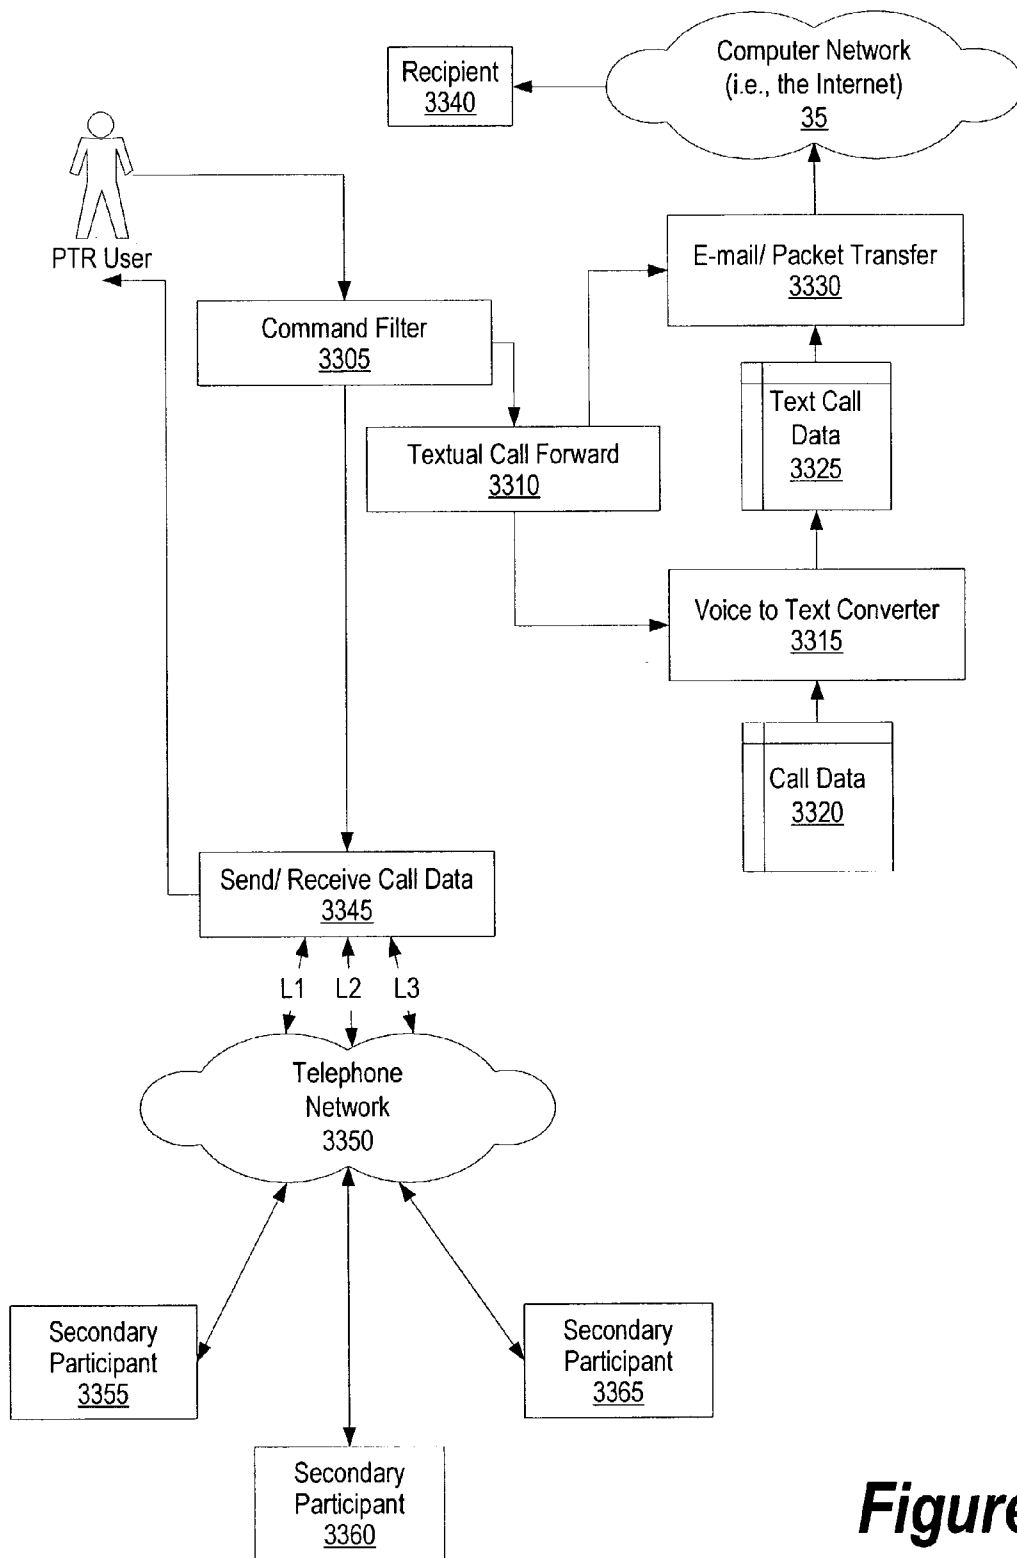 Computer Network
(i.e., the Internet)
35
Recipient
3340
PTR User
E-mail/ Packet Transfer
3330
Command Filter
3305
Text Call
Data
3325
Textual Call Forward
3310
Voice to Text Converter
3315
Call Data
3320
Send/ Receive Call Data
3345
L1 L2 L3
Telephone
Network
3350
Secondary
Participant
3355
Secondary
Participant
3365
Secondary
Participant
3360
Figure